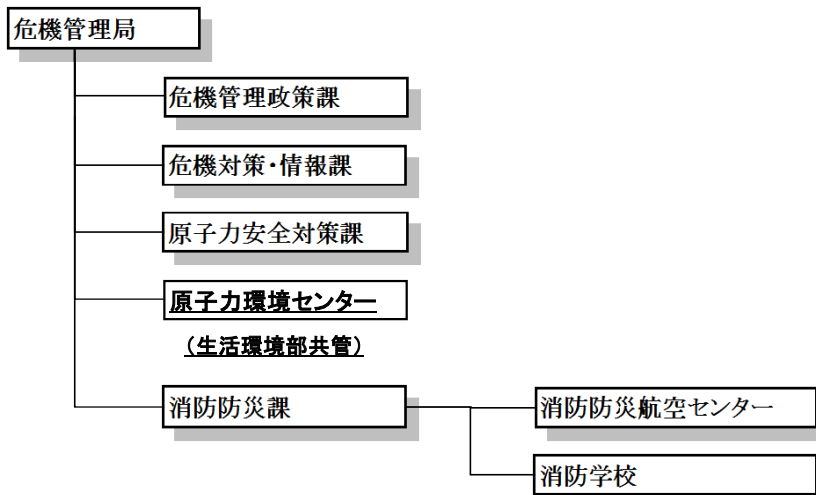 危機管理局
危機管理政策課
危機対策・情報課
原子力安全対策課
原子力環境センター
（生活環境部共管）
消防防災課
消防防災航空センター
消防学校